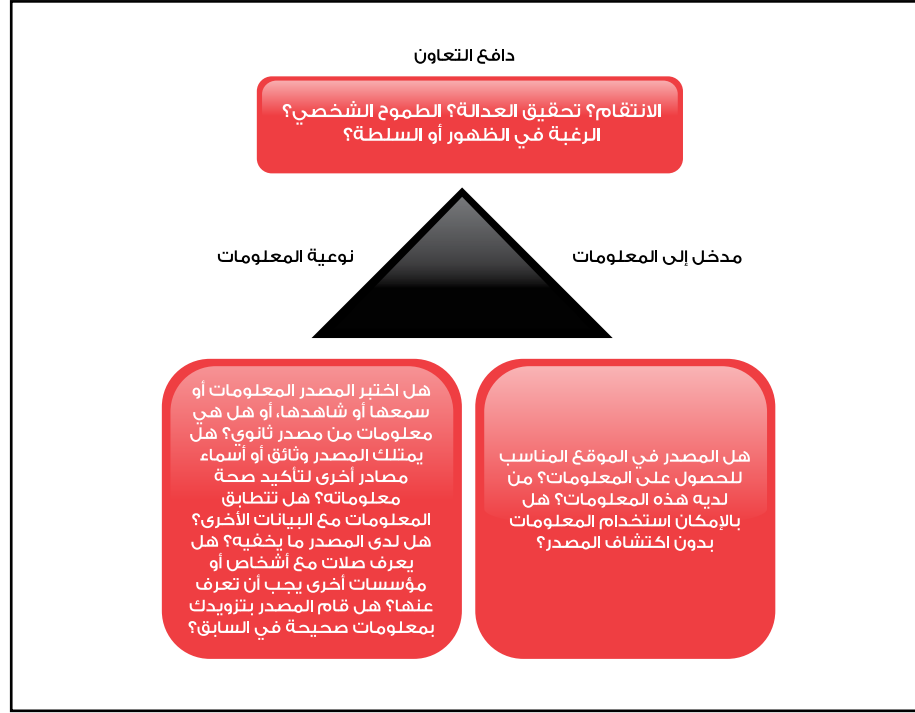 دافع التعاون
الانتقام؟ تحقيق العدالة؟ الطموح الشخصي؟
الرغبة في الظهور أو السلطة؟
مدخل إلى المعلومات
نوعية المعلومات
هل المصدر في الموقع المناسب
للحصول على المعلومات؟ من
لديه هذه المعلومات؟ هل
بالإمكان استخدام المعلومات
بدون اكتشاف المصدر؟
هل اختبر المصدر المعلومات أو
سمعها أو شاهدها، أو هل هي
معلومات من مصدر ثانوي؟ هل
يمتلك المصدر وثائق أو أسماء
مصادر أخرى لتأكيد صحة
معلوماته؟ هل تتطابق
المعلومات مع البيانات الأخرى؟
هل لدى المصدر ما يخفيه؟ هل
يعرف صلات مع أشخاص أو
مؤسسات أخرى يجب أن تعرف
عنها؟ هل قام المصدر بتزويدك
بمعلومات صحيحة في السابق؟